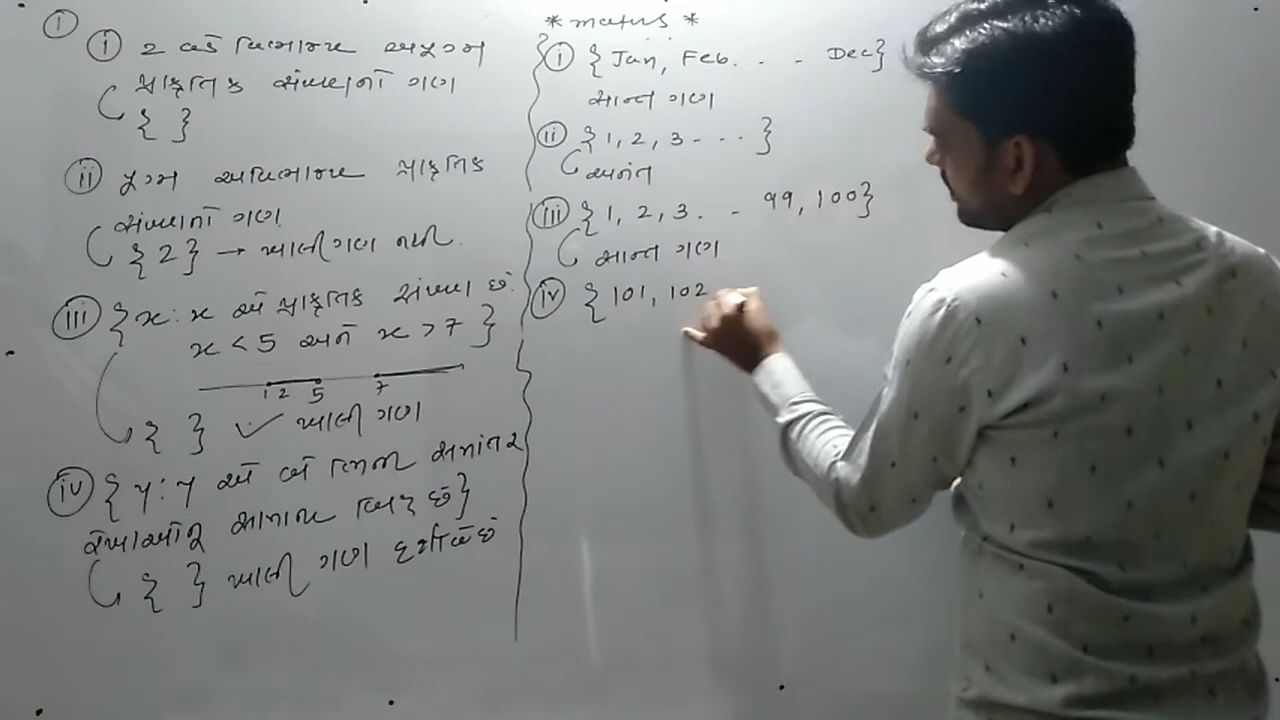 ①
ⓘ 2 વડે વિભાજ્ય અયુગ્મ
પ્રાકૃતિક સંખ્યાનો ગણ
{ }
ⅱ યુગ્મ અવિભાજ્ય પ્રાકૃતિક
સંખ્યાનો ગણ
{2} → ખાલીગણ નથી.
ⅲ {x : x એ પ્રાકૃતિક સંખ્યા છે.
x < 5 અને x > 7}
1 2 5 7
{ } ✓ ખાલી ગણ
ⅳ {y : y એ બે ભિન્ન સમાંતર
રેખાઓનુ સામાન્ય બિંદુ છે}
{ } ખાલી ગણ દર્શાવે છે
* maths *
ⓘ {Jan, Feb. . - Dec}
સાન્ત ગણ
ⅱ {1, 2, 3 - - -}
અનંત
ⅲ {1, 2, 3. - 99, 100}
સાન્ત ગણ
ⅳ {101, 102